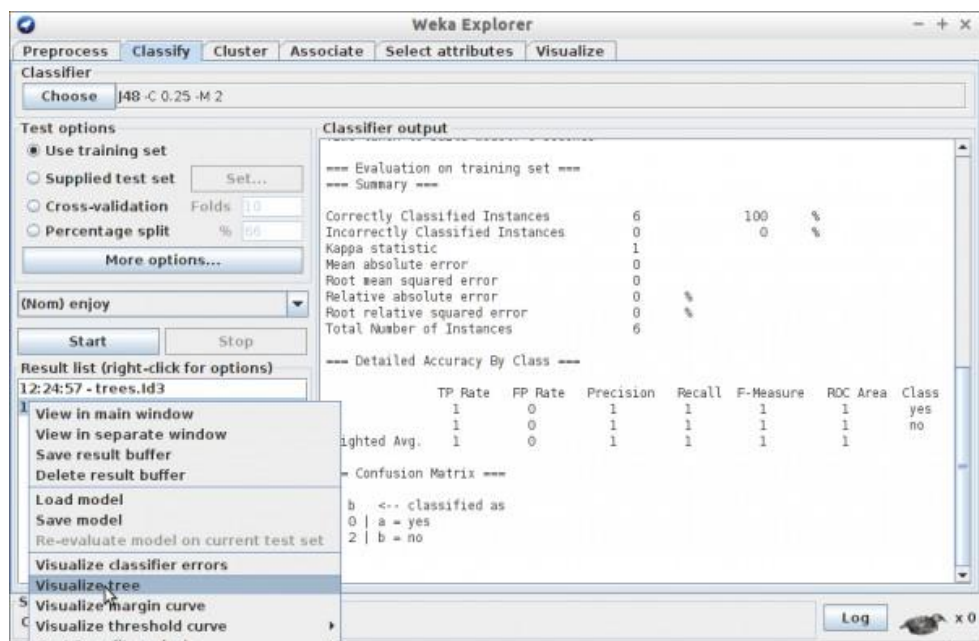 Weka Explorer
Preprocess Classify Cluster Associate Select attributes Visualize
Classifier
Choose J48 -C 0.25 -M 2
Test options
Use training set
Supplied test set Set...
Cross-validation Folds 10
Percentage split % 66
More options...
(Nom) enjoy
Start Stop
Result list (right-click for options)
12:24:57 - trees.Id3
View in main window
View in separate window
Save result buffer
Delete result buffer
Load model
Save model
Re-evaluate model on current test set
Visualize classifier errors
Visualize tree
Visualize margin curve
Visualize threshold curve
Classifier output
=== Evaluation on training set ===
=== Summary ===
Correctly Classified Instances 6 100 %
Incorrectly Classified Instances 0 0 %
Kappa statistic 1
Mean absolute error 0
Root mean squared error 0
Relative absolute error 0 %
Root relative squared error 0 %
Total Number of Instances 6
=== Detailed Accuracy By Class ===
TP Rate FP Rate Precision Recall F-Measure ROC Area Class
1 0 1 1 1 1 yes
1 0 1 1 1 1 no
ighted Avg. 1 0 1 1 1 1
= Confusion Matrix ===
b <-- classified as
0 | a = yes
2 | b = no
Log x 0